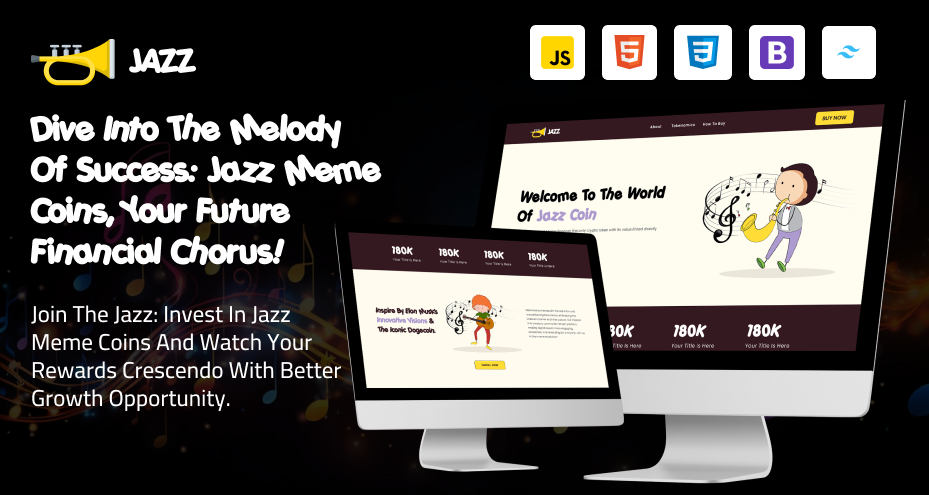 JAZZ
JS
5
3
B
Dive Into The Melody
Of Success: Jazz Meme
Coins, Your Future
Financial Chorus!
Join The Jazz: Invest In Jazz
Meme Coins And Watch Your
Rewards Crescendo With Better
Growth Opportunity.
JAZZ
About Tokenomics How To Buy
BUY NOW
Welcome To The World
Of Jazz Coin
180K 180K 180K
Your Title Is Here Your Title Is Here
180K 180K 180K 180K
Your Title Is Here Your Title Is Here Your Title Is Here Your Title Is Here
Inspire By Elon Musk's
Innovative Visions &
The Iconic Dogecoin.